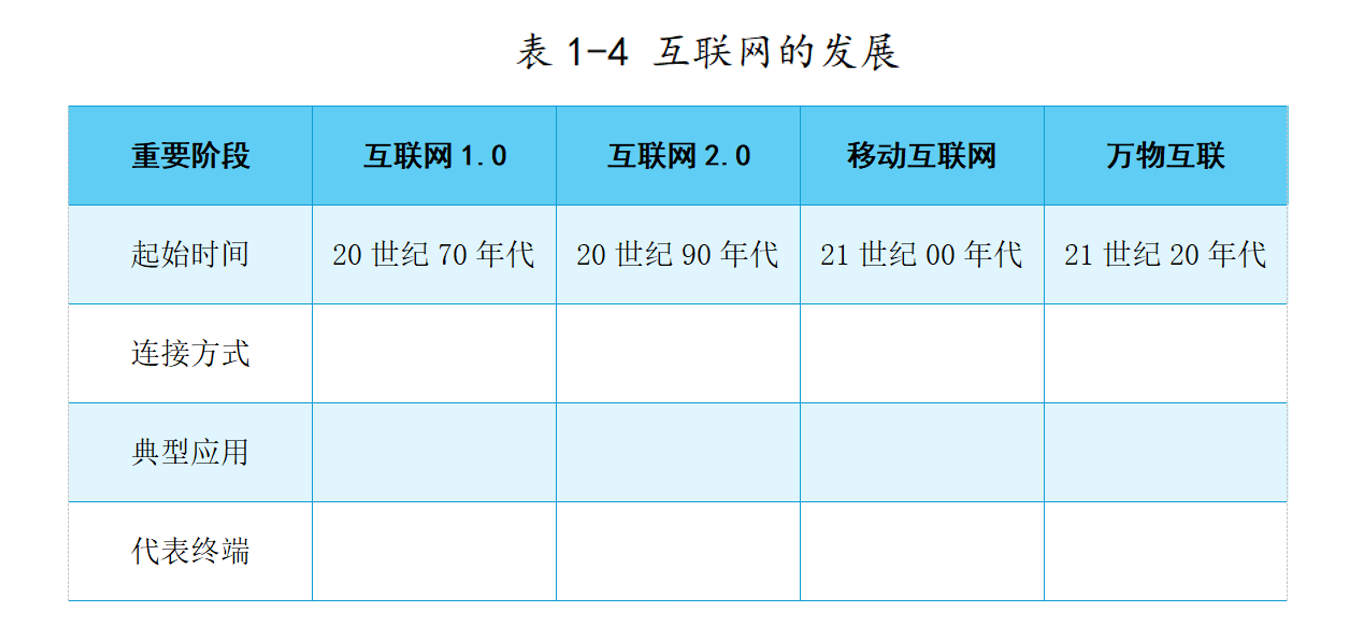 表 1-4 互联网的发展
重要阶段 互联网 1.0 互联网 2.0 移动互联网 万物互联
起始时间 20 世纪 70 年代 20 世纪 90 年代 21 世纪 00 年代 21 世纪 20 年代
连接方式
典型应用
代表终端